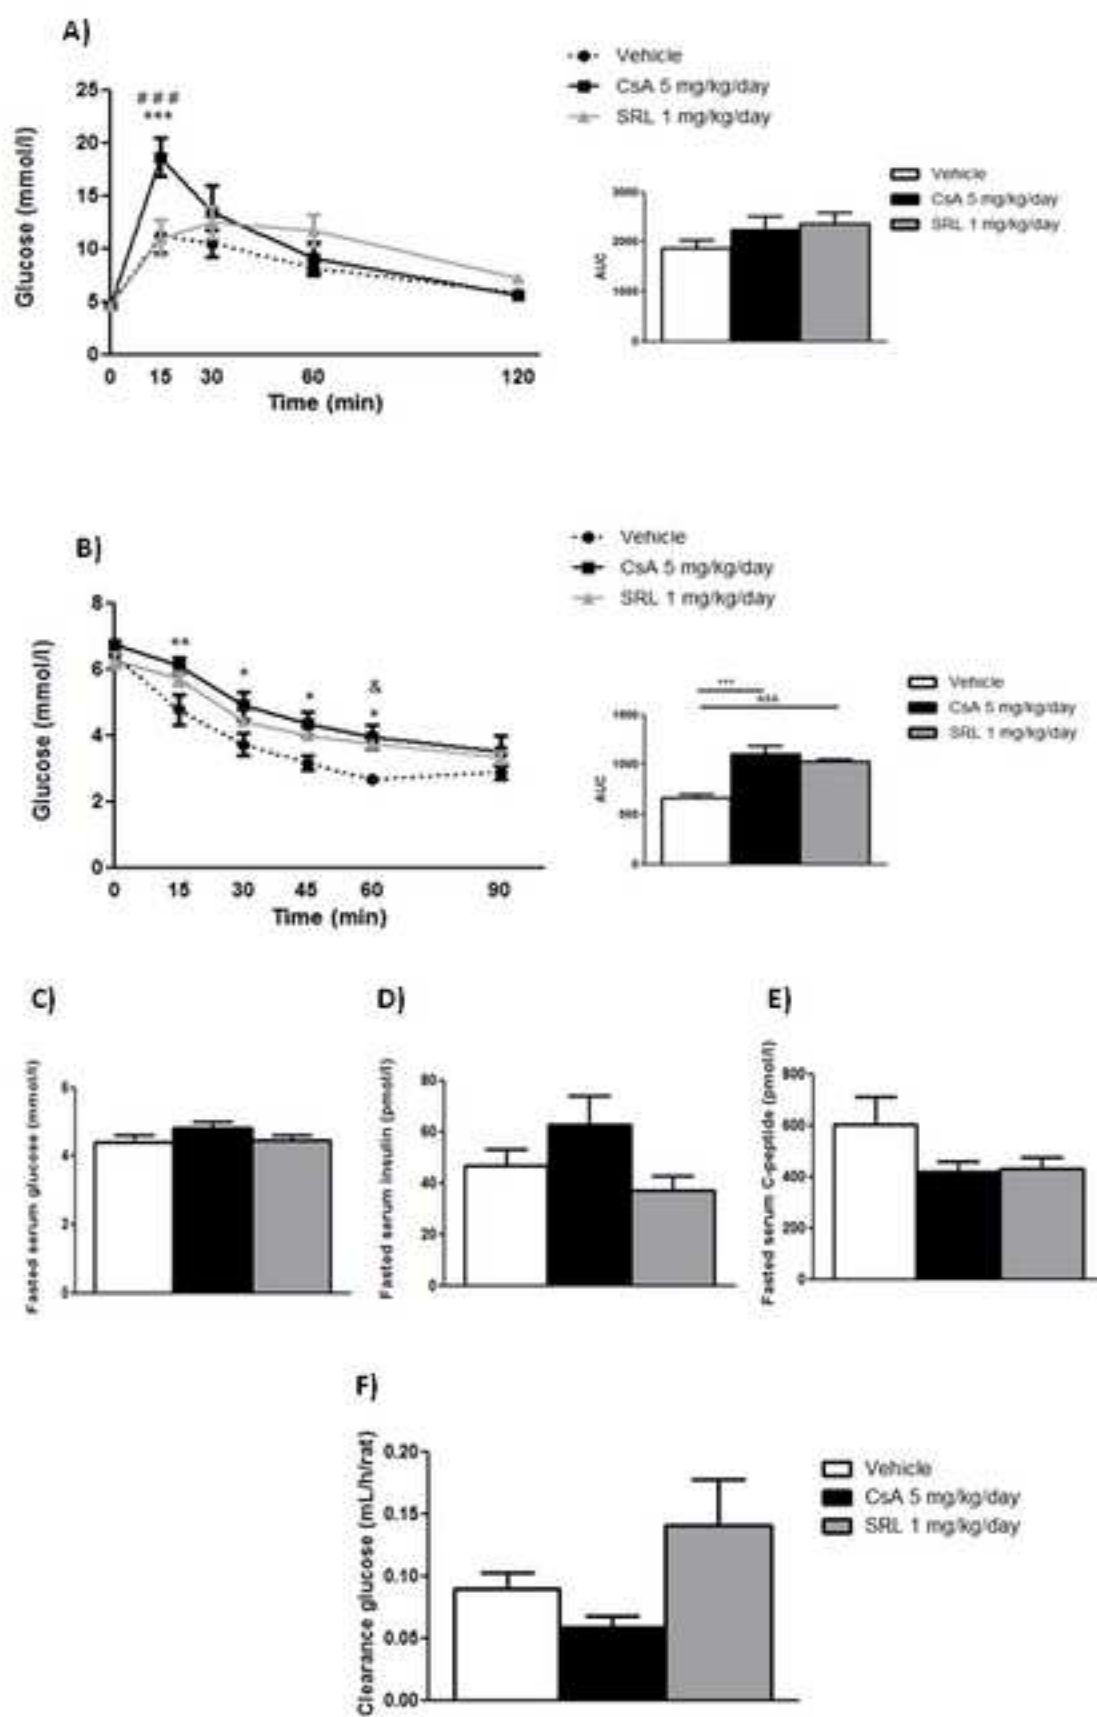 A)
Vehicle
CsA 5 mg/kg/day
SRL 1 mg/kg/day
25
20
15
10
5
0
Glucose (mmol/l)
###
***
0 15 30 60 120
Time (min)
3000
2000
1000
0
AUC
Vehicle
CsA 5 mg/kg/day
SRL 1 mg/kg/day
B)
Vehicle
CsA 5 mg/kg/day
SRL 1 mg/kg/day
8
6
4
2
0
Glucose (mmol/l)
**
*
*
&
*
0 15 30 45 60 90
Time (min)
1500
1000
500
0
AUC
***
&&&
Vehicle
CsA 5 mg/kg/day
SRL 1 mg/kg/day
C)
6
4
2
0
Fasted serum glucose (mmol/l)
D)
80
60
40
20
0
Fasted serum insulin (pmol/l)
E)
800
600
400
200
0
Fasted serum C-peptide (pmol/l)
F)
0.20
0.15
0.10
0.05
0.00
Clearance glucose (mL/h/rat)
Vehicle
CsA 5 mg/kg/day
SRL 1 mg/kg/day